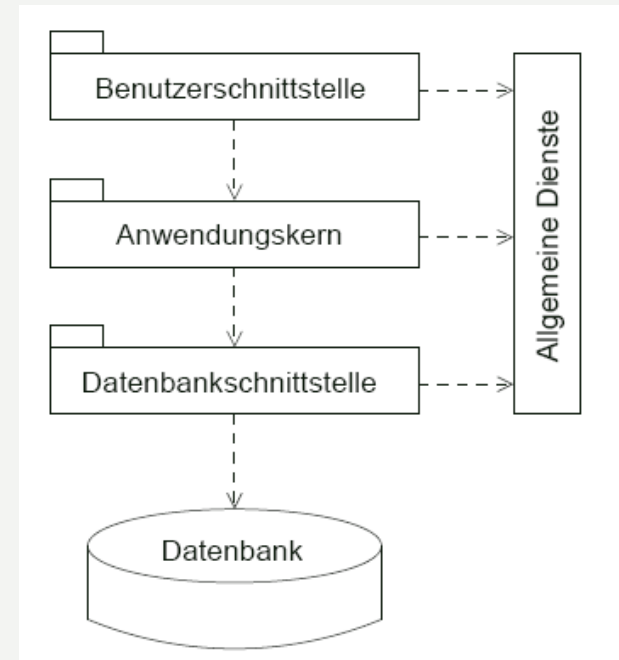 Benutzerschnittstelle
Anwendungskern
Datenbankschnittstelle
Datenbank
Allgemeine Dienste